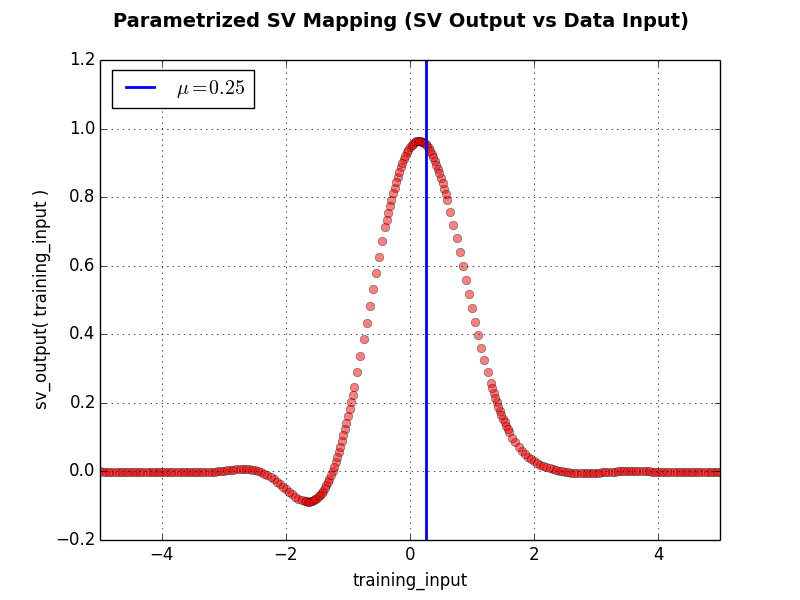 Parametrized SV Mapping (SV Output vs Data Input)
1.2
μ=0.25
1.0
0.8
0.6
0.4
0.2
0.0
−0.2
sv_output( training_input )
−4 −2 0 2 4
training_input